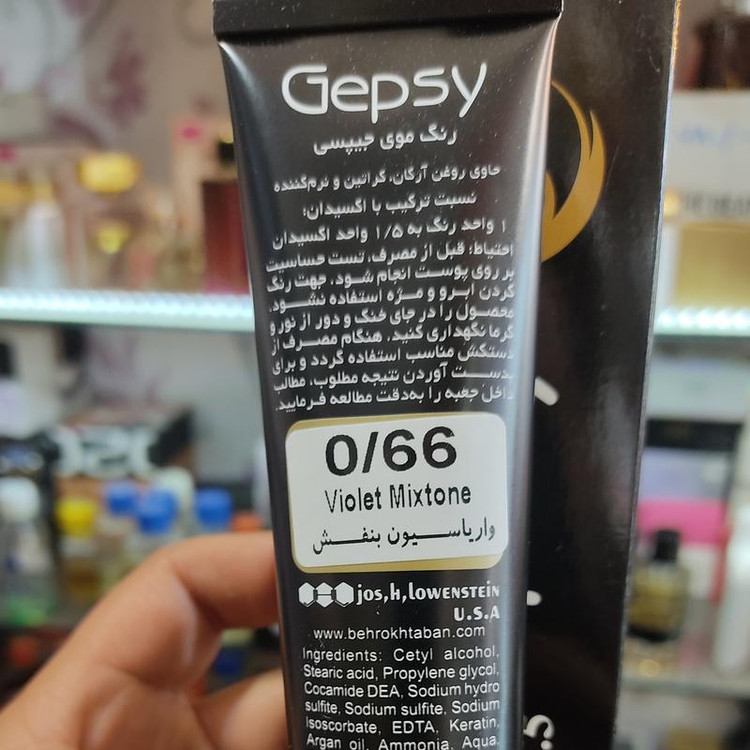 Gepsy
رنگ موی جیپسی
حاوی روغن آرگان، کراتین و نرم‌کننده
نسبت ترکیب با اکسیدان:
۱ واحد رنگ به ۱/۵ واحد اکسیدان
احتیاط: قبل از مصرف، تست حساسیت
بر روی پوست انجام شود. جهت رنگ
کردن ابرو و مژه استفاده نشود.
محصول را در جای خنک و دور از نور و
گرما نگهداری کنید. هنگام مصرف از
دستکش مناسب استفاده گردد و برای
بدست آوردن نتیجه مطلوب، مطالب
داخل جعبه را به‌دقت مطالعه فرمایید.
0/66
Violet Mixtone
واریاسیون بنفش
jos,h,lowenstein
U.S.A
www.behrokhtaban.com
Ingredients: Cetyl alcohol,
Stearic acid, Propylene glycol,
Cocamide DEA, Sodium hydro
sulfite, Sodium sulfite, Sodium
Isoscorbate, EDTA, Keratin,
Argan oil, Ammonia, Aqua,